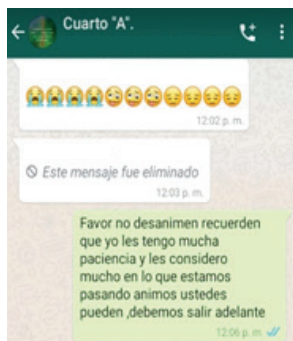 Cuarto "A".
😭😭😭😭🥴🥴🥴😔😔😔😔
12:02 p. m.
Este mensaje fue eliminado
12:03 p. m.
Favor no desanimen recuerden
que yo les tengo mucha
paciencia y les considero
mucho en lo que estamos
pasando animos ustedes
pueden ,debemos salir adelante
12:06 p. m.